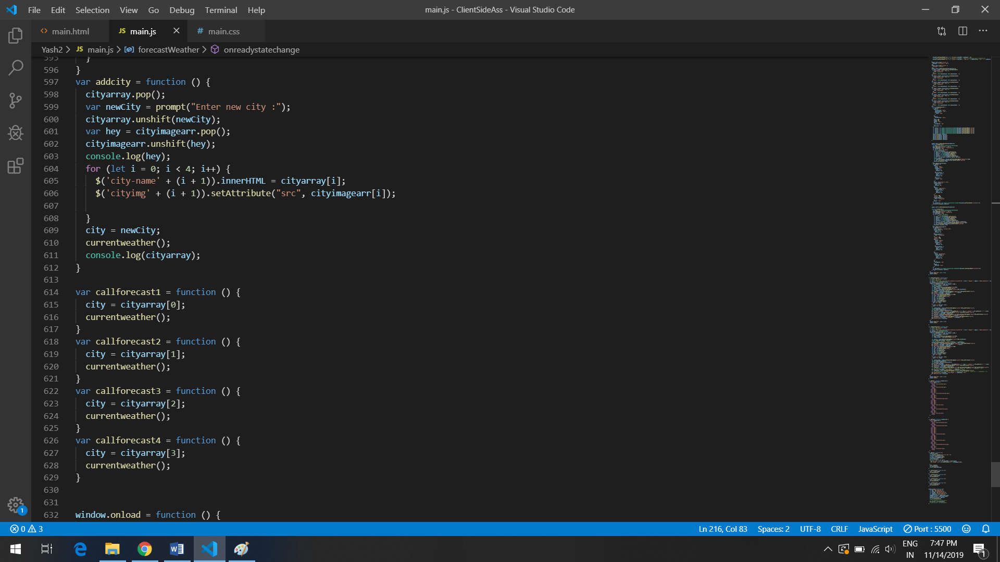 File Edit Selection View Go Debug Terminal Help
main.js - ClientSideAss - Visual Studio Code
<> main.html
JS main.js
# main.css
Yash2 > JS main.js > forecastWeather > onreadystatechange
595 }
596 }
597 var addcity = function () {
598 cityarray.pop();
599 var newCity = prompt("Enter new city :");
600 cityarray.unshift(newCity);
601 var hey = cityimagearr.pop();
602 cityimagearr.unshift(hey);
603 console.log(hey);
604 for (let i = 0; i < 4; i++) {
605 $('city-name' + (i + 1)).innerHTML = cityarray[i];
606 $('cityimg' + (i + 1)).setAttribute("src", cityimagearr[i]);
607
608 }
609 city = newCity;
610 currentweather();
611 console.log(cityarray);
612 }
613
614 var callforecast1 = function () {
615 city = cityarray[0];
616 currentweather();
617 }
618 var callforecast2 = function () {
619 city = cityarray[1];
620 currentweather();
621 }
622 var callforecast3 = function () {
623 city = cityarray[2];
624 currentweather();
625 }
626 var callforecast4 = function () {
627 city = cityarray[3];
628 currentweather();
629 }
630
631
632 window.onload = function () {
1
0 3
Ln 216, Col 83 Spaces: 2 UTF-8 CRLF JavaScript Port : 5500
ENG
IN
7:47 PM
11/14/2019
1